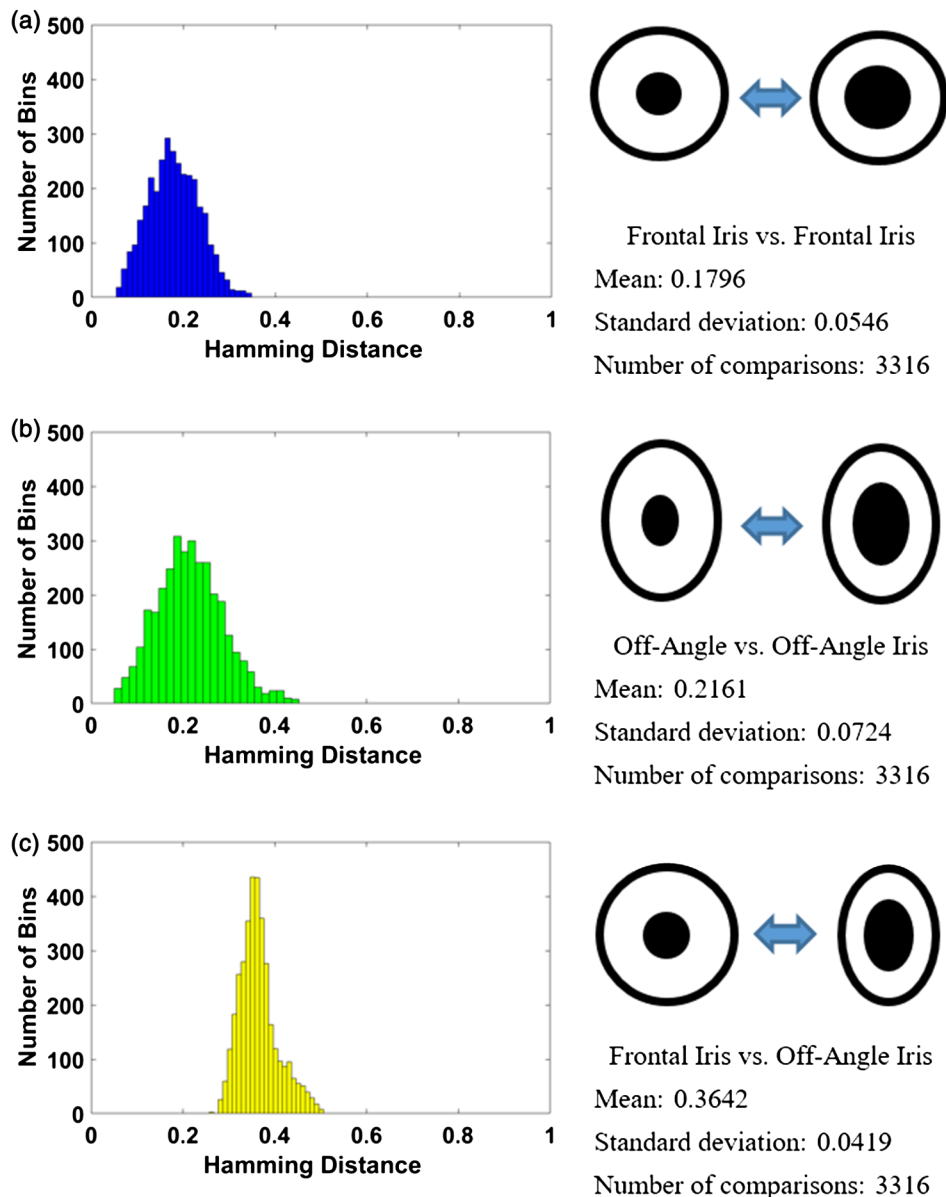 (a)
500
400
300
200
100
0
Number of Bins
0 0.2 0.4 0.6 0.8 1
Hamming Distance
Frontal Iris vs. Frontal Iris
Mean: 0.1796
Standard deviation: 0.0546
Number of comparisons: 3316
(b)
500
400
300
200
100
0
Number of Bins
0 0.2 0.4 0.6 0.8 1
Hamming Distance
Off-Angle vs. Off-Angle Iris
Mean: 0.2161
Standard deviation: 0.0724
Number of comparisons: 3316
(c)
500
400
300
200
100
0
Number of Bins
0 0.2 0.4 0.6 0.8 1
Hamming Distance
Frontal Iris vs. Off-Angle Iris
Mean: 0.3642
Standard deviation: 0.0419
Number of comparisons: 3316